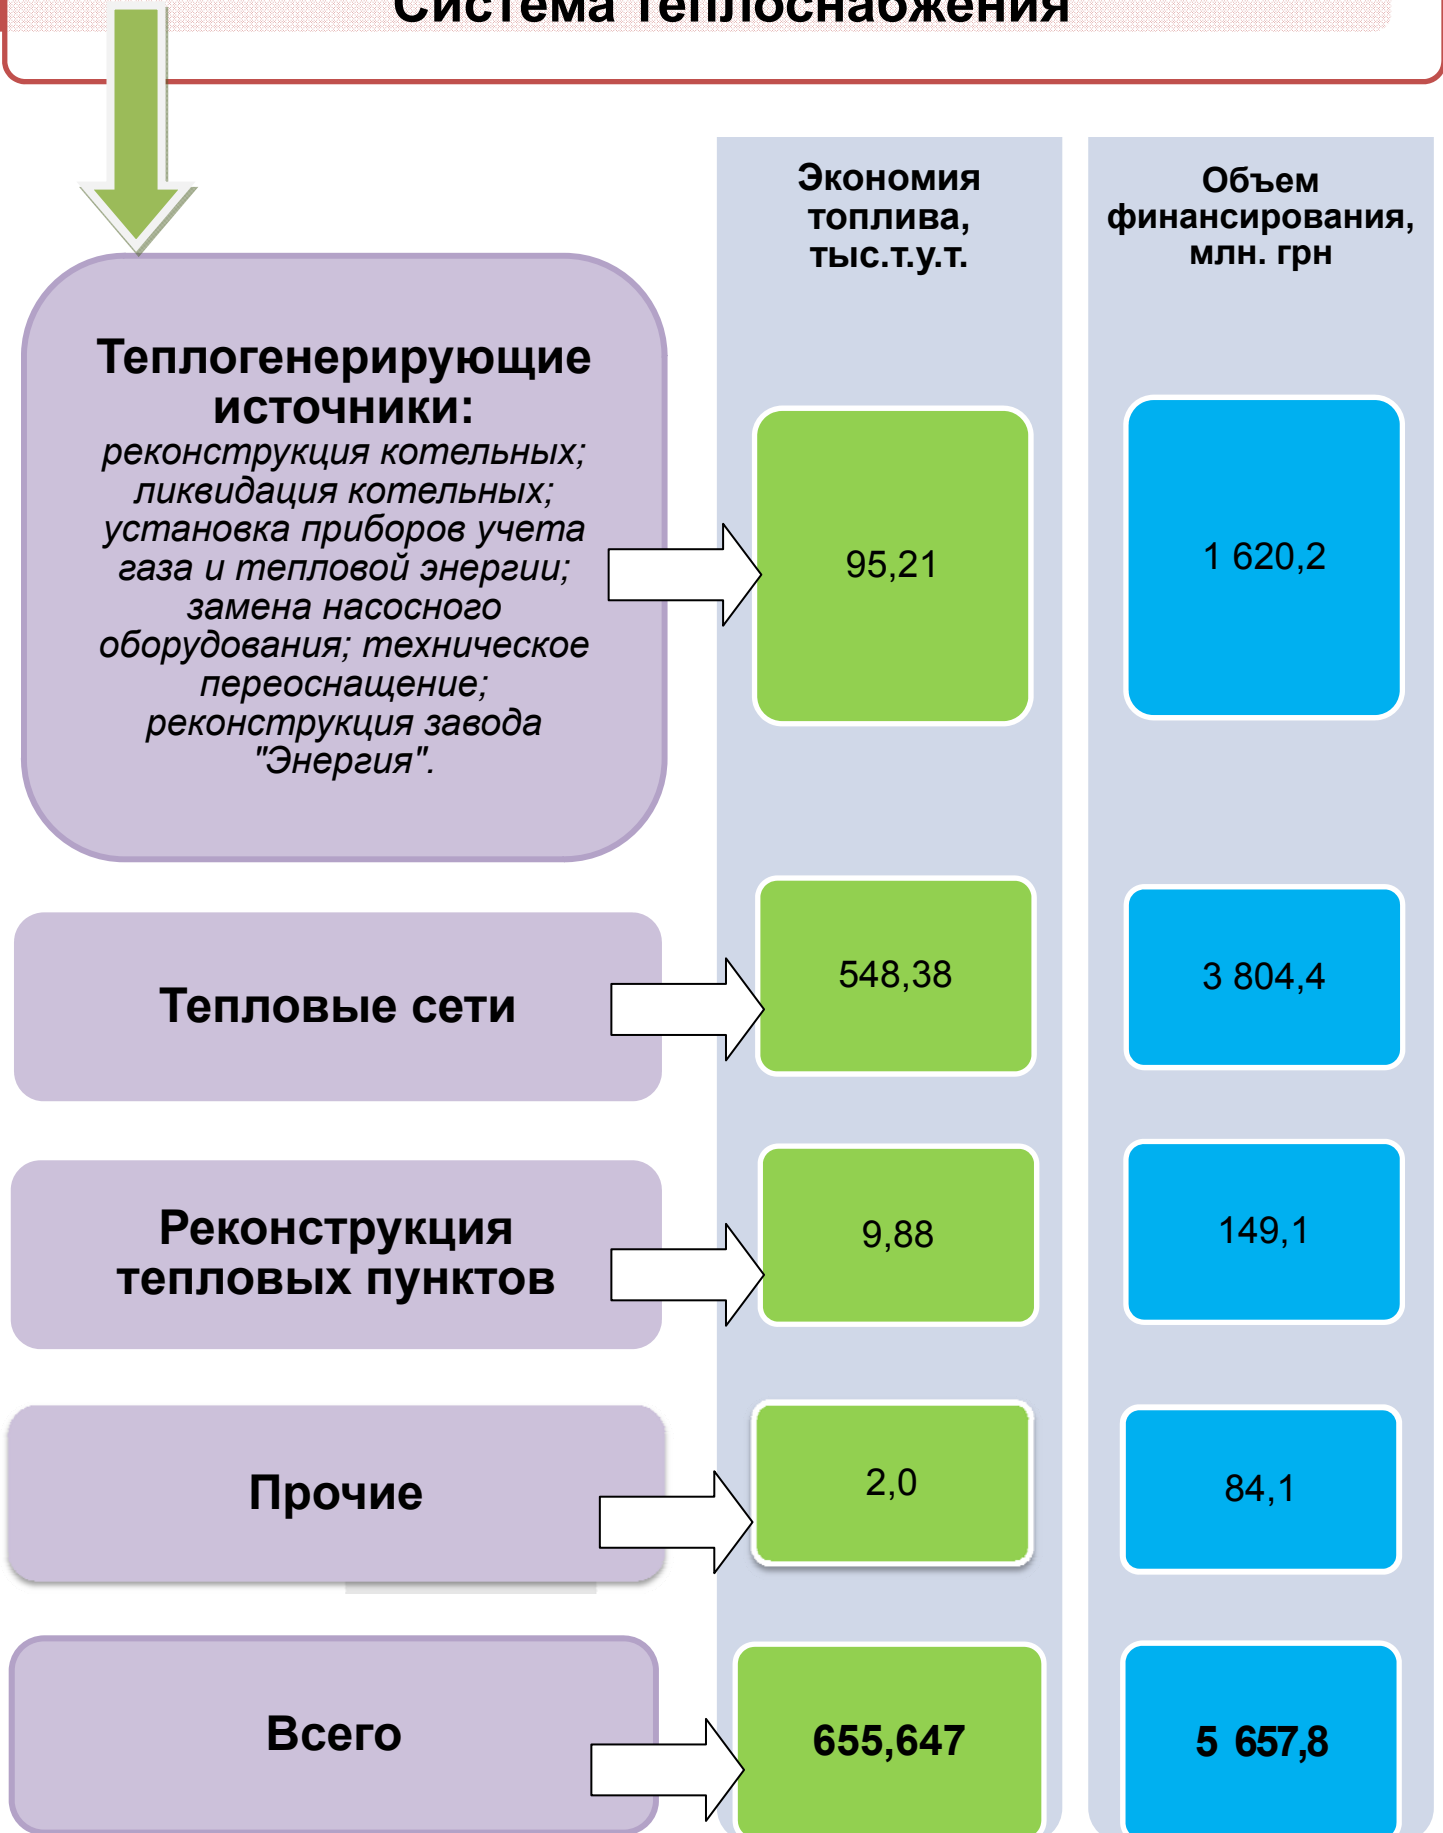 Система теплоснабжения
Экономия
топлива,
тыс.т.у.т.
Объем
финансирования,
млн. грн
Теплогенерирующие
источники:
реконструкция котельных;
ликвидация котельных;
установка приборов учета
газа и тепловой энергии;
замена насосного
оборудования; техническое
переоснащение;
реконструкция завода
"Энергия".
95,21
1 620,2
Тепловые сети
548,38
3 804,4
Реконструкция
тепловых пунктов
9,88
149,1
Прочие
2,0
84,1
Всего
655,647
5 657,8